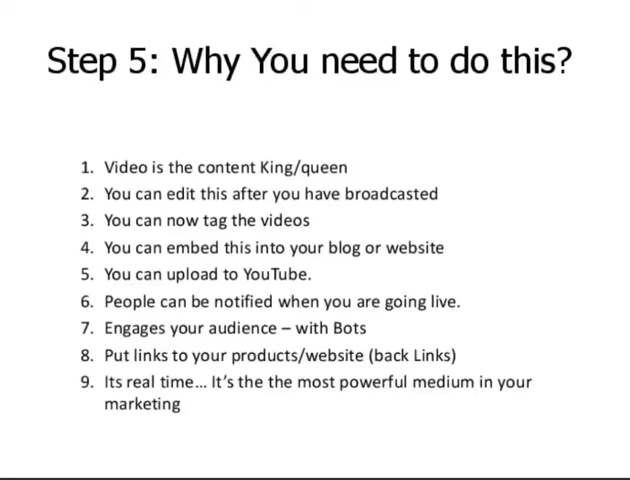 Step 5: Why You need to do this?
1. Video is the content King/queen
2. You can edit this after you have broadcasted
3. You can now tag the videos
4. You can embed this into your blog or website
5. You can upload to YouTube.
6. People can be notified when you are going live.
7. Engages your audience – with Bots
8. Put links to your products/website (back Links)
9. Its real time... It's the the most powerful medium in your
marketing